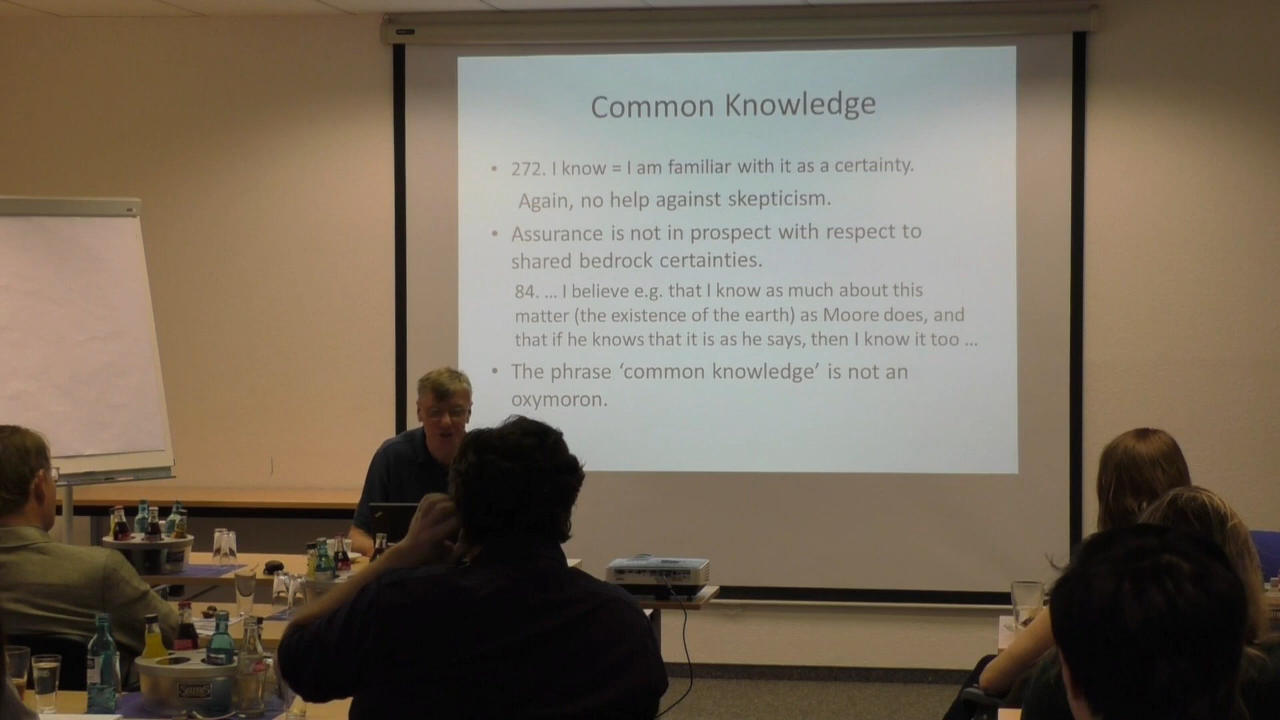 Common Knowledge
• 272. I know = I am familiar with it as a certainty.
Again, no help against skepticism.
• Assurance is not in prospect with respect to
shared bedrock certainties.
84. ... I believe e.g. that I know as much about this
matter (the existence of the earth) as Moore does, and
that if he knows that it is as he says, then I know it too ...
• The phrase ‘common knowledge’ is not an
oxymoron.